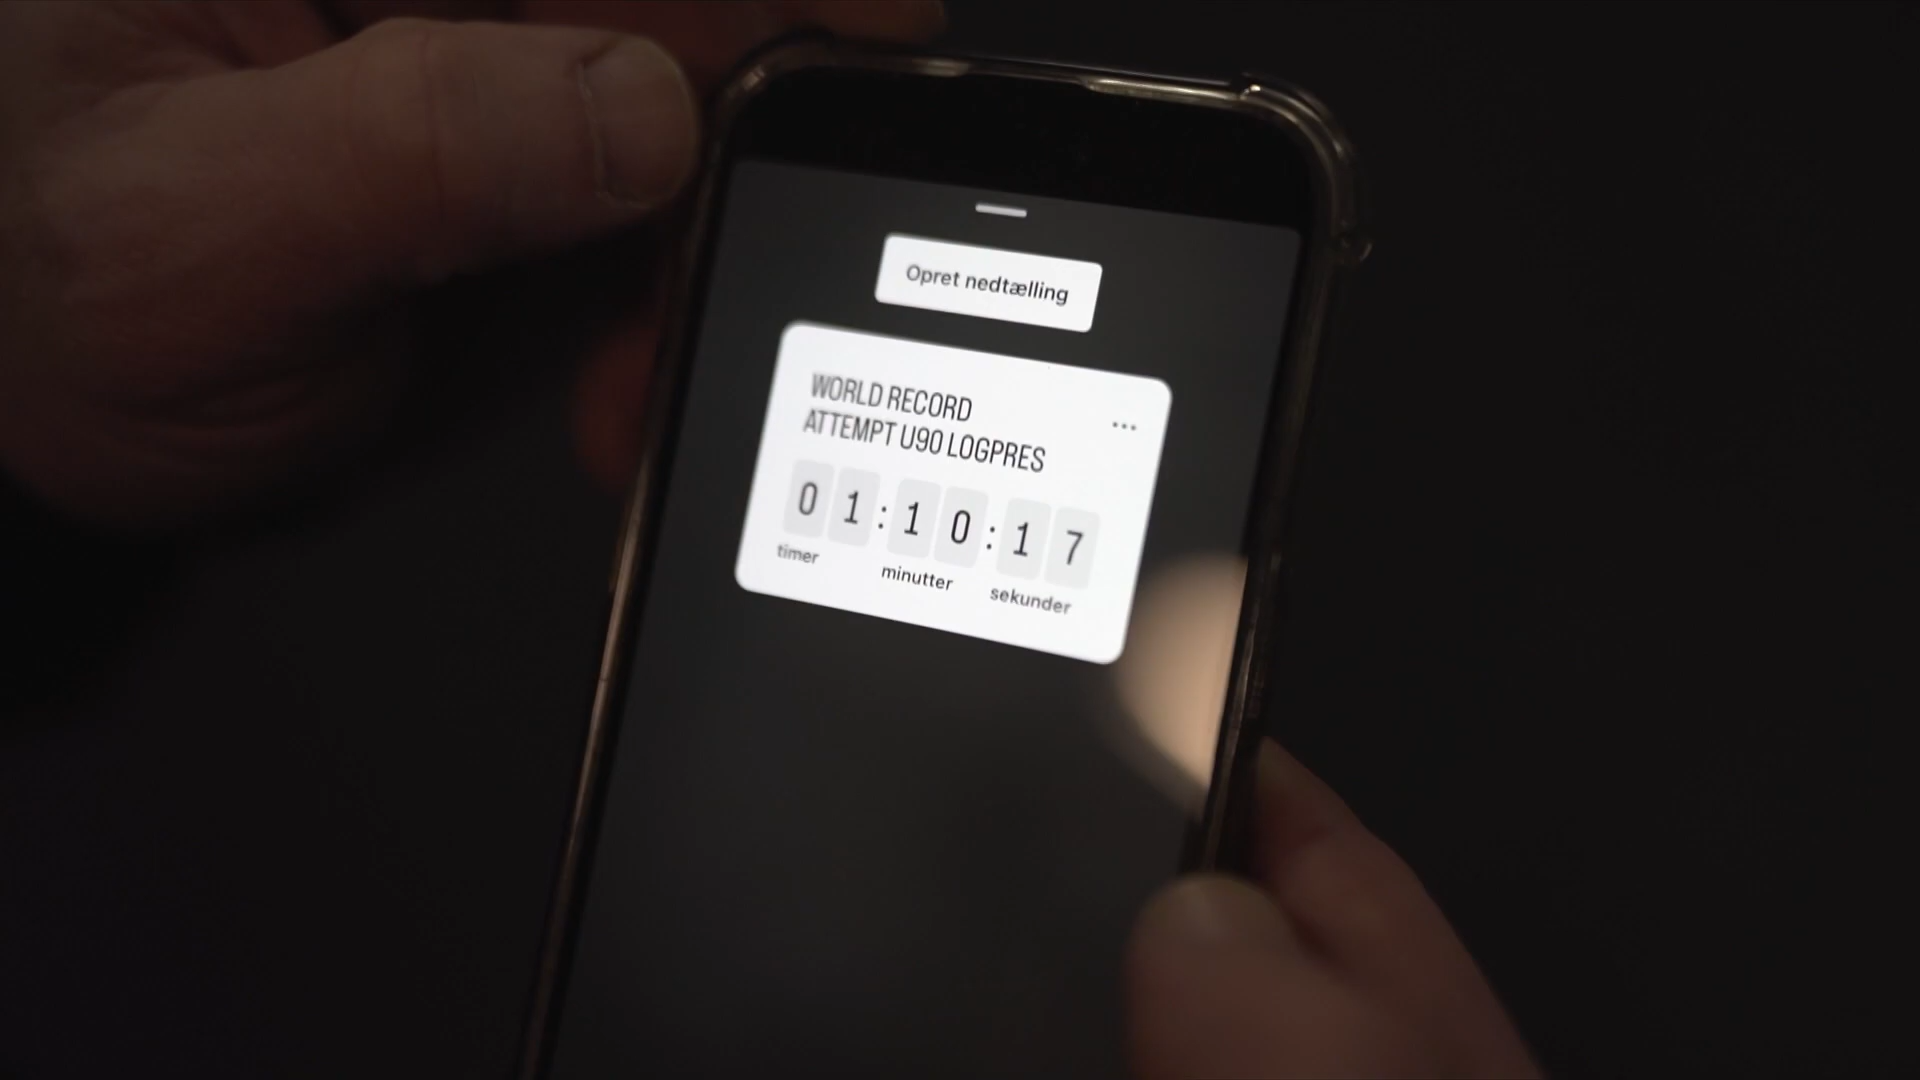 Opret nedtælling
WORLD RECORD
ATTEMPT U90 LOGPRES
01:10:17
timer minutter sekunder